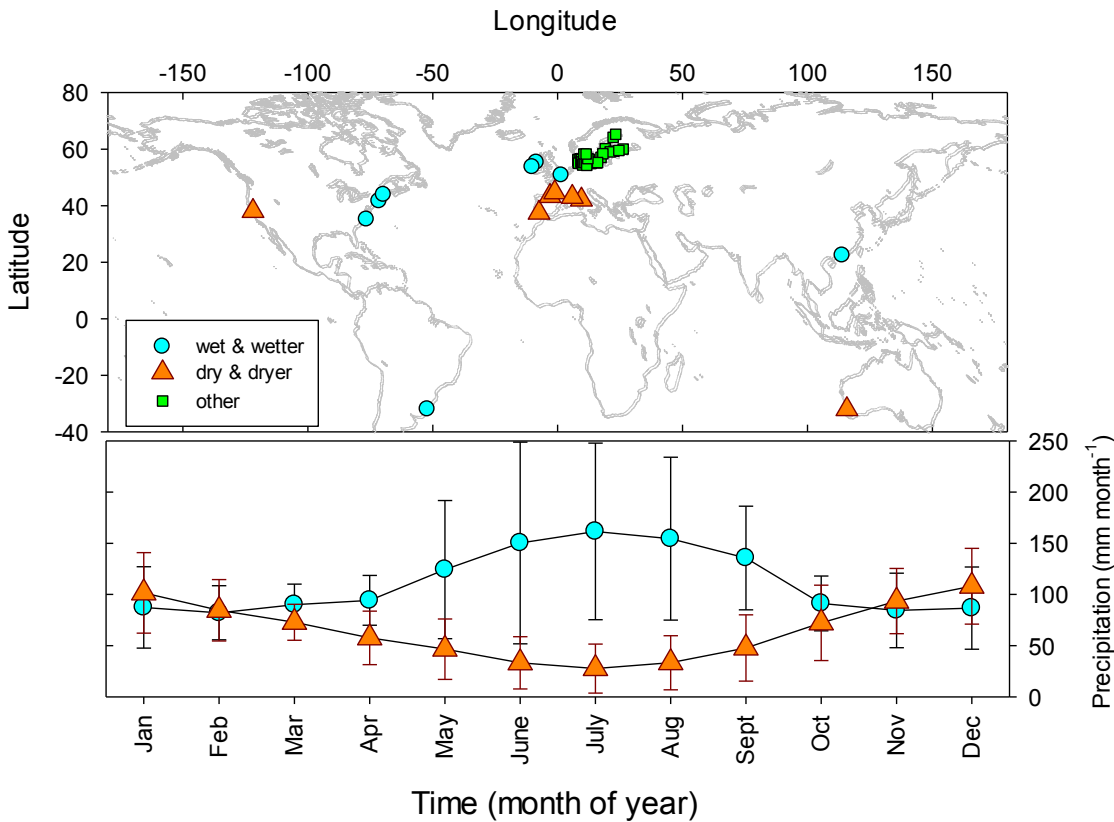 Longitude
-150 -100 -50 0 50 100 150
Latitude
80
60
40
20
0
-20
-40
wet & wetter
dry & dryer
other
250
200
150
100
50
0
Precipitation (mm month⁻¹)
Jan Feb Mar Apr May June July Aug Sept Oct Nov Dec
Time (month of year)